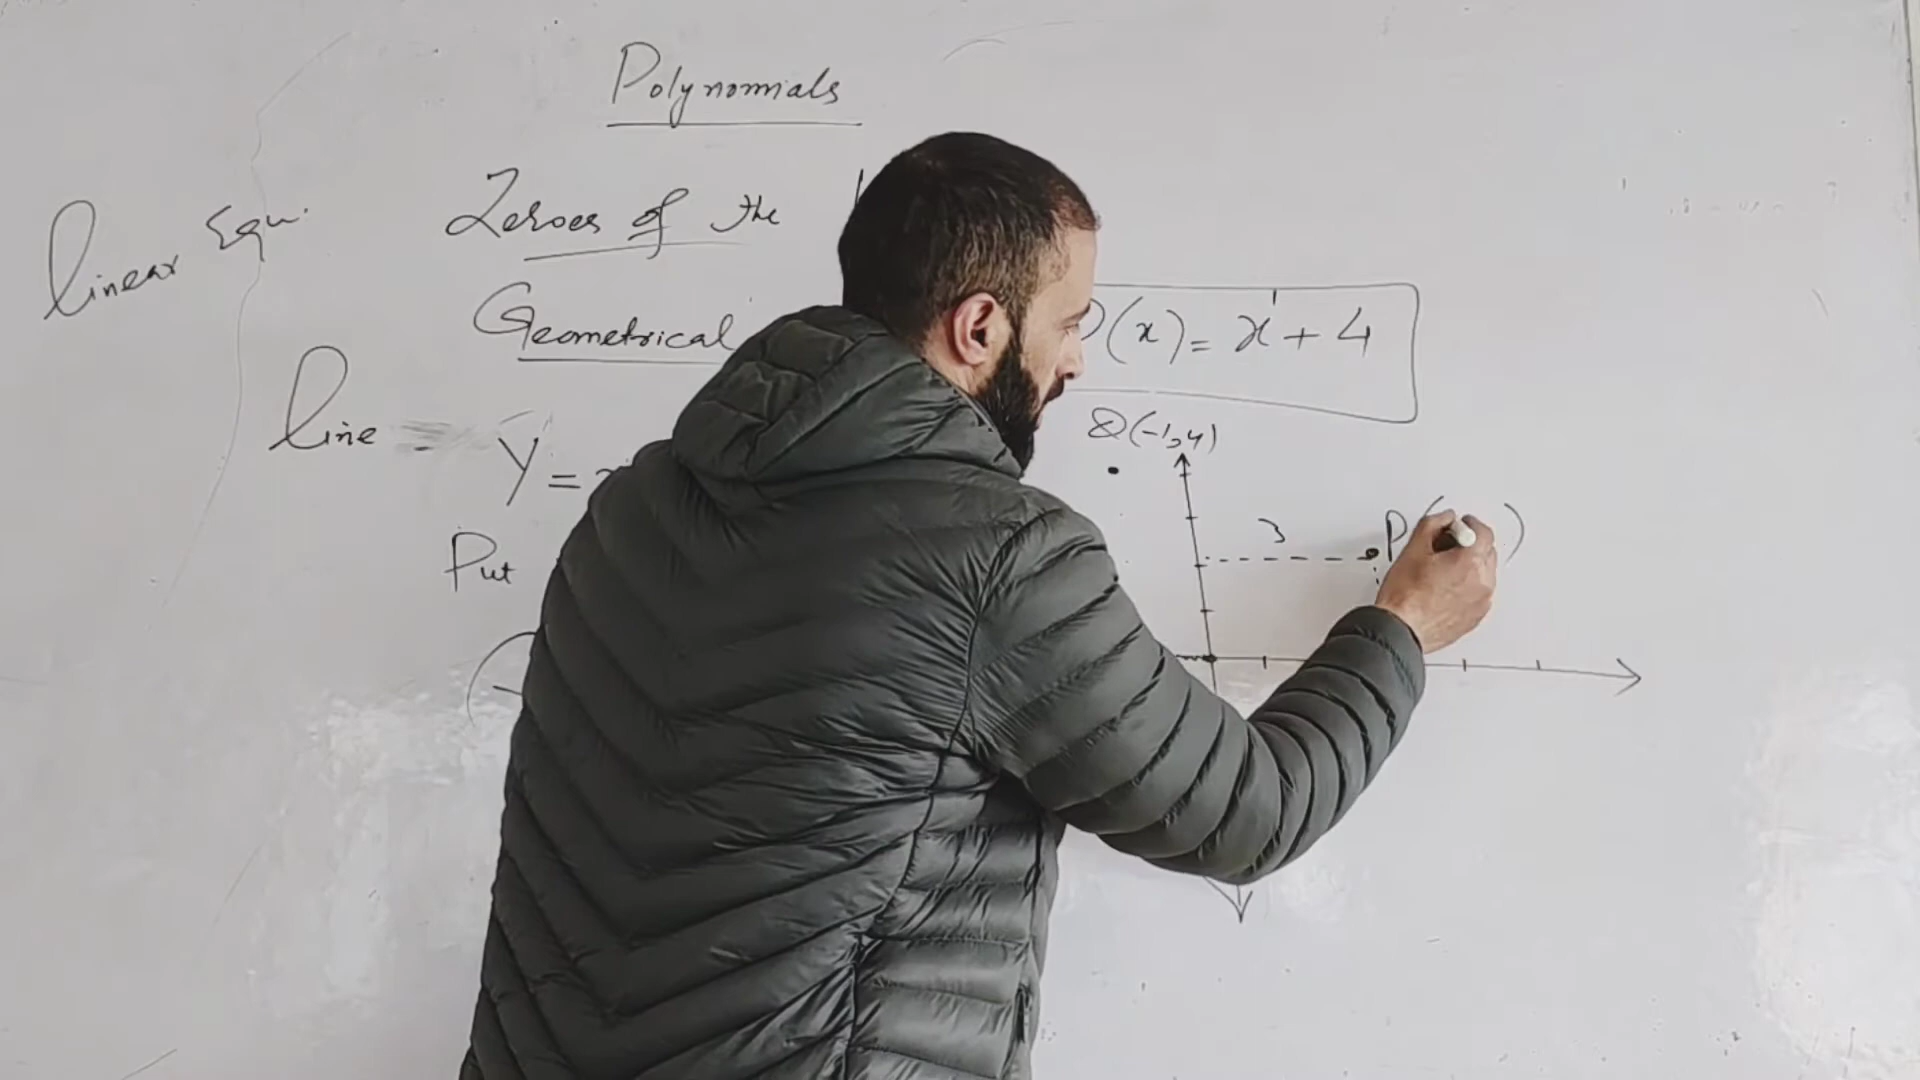 Polynomials
linear Equ.
Zeroes of the
Geometrical
P(x) = x + 4
line = Y =
Q(-1,4)
3
P( )
Put